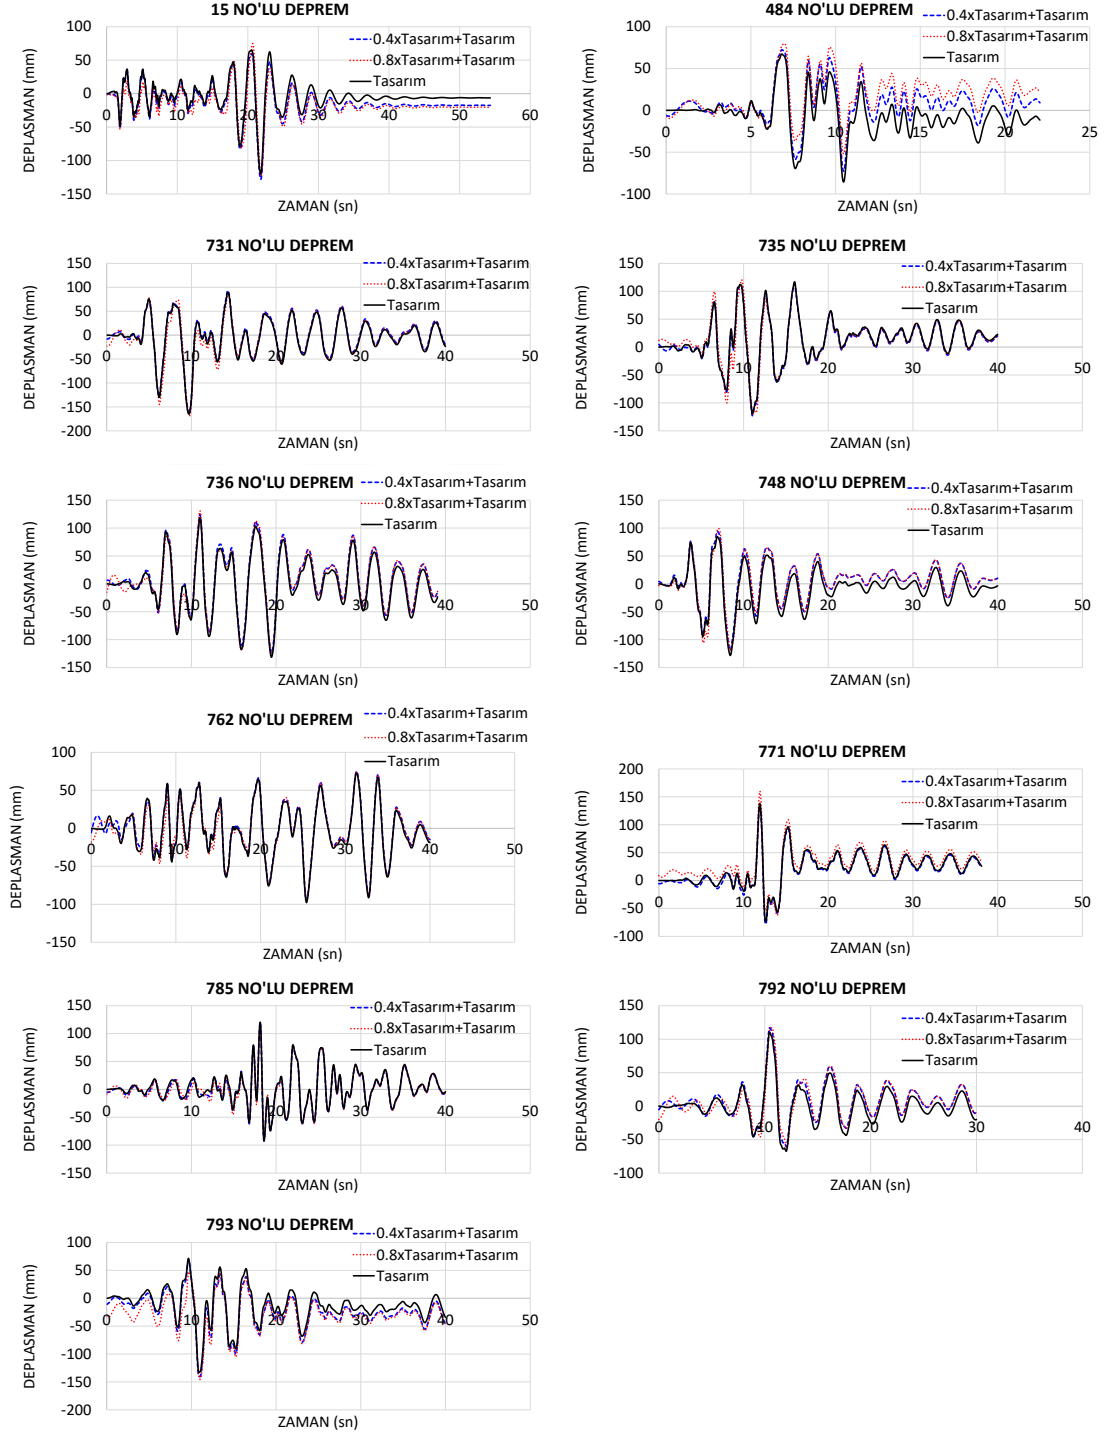 15 NO'LU DEPREM
0.4xTasarım+Tasarım
0.8xTasarım+Tasarım
Tasarım
DEPLASMAN (mm)
100
50
0
-50
-100
-150
0 10 20 30 40 50 60
ZAMAN (sn)
484 NO'LU DEPREM
0.4xTasarım+Tasarım
0.8xTasarım+Tasarım
Tasarım
DEPLASMAN (mm)
100
50
0
-50
-100
0 5 10 15 20 25
ZAMAN (sn)
731 NO'LU DEPREM
0.4xTasarım+Tasarım
0.8xTasarım+Tasarım
Tasarım
DEPLASMAN (mm)
150
100
50
0
-50
-100
-150
-200
0 10 20 30 40 50
ZAMAN (sn)
735 NO'LU DEPREM
0.4xTasarım+Tasarım
0.8xTasarım+Tasarım
Tasarım
DEPLASMAN (mm)
150
100
50
0
-50
-100
-150
0 10 20 30 40 50
ZAMAN (sn)
736 NO'LU DEPREM
0.4xTasarım+Tasarım
0.8xTasarım+Tasarım
Tasarım
DEPLASMAN (mm)
150
100
50
0
-50
-100
-150
0 10 20 30 40 50
ZAMAN (sn)
748 NO'LU DEPREM
0.4xTasarım+Tasarım
0.8xTasarım+Tasarım
Tasarım
DEPLASMAN (mm)
150
100
50
0
-50
-100
-150
0 10 20 30 40 50
ZAMAN (sn)
762 NO'LU DEPREM
0.4xTasarım+Tasarım
0.8xTasarım+Tasarım
Tasarım
DEPLASMAN (mm)
100
50
0
-50
-100
-150
0 10 20 30 40 50
ZAMAN (sn)
771 NO'LU DEPREM
0.4xTasarım+Tasarım
0.8xTasarım+Tasarım
Tasarım
DEPLASMAN (mm)
200
150
100
50
0
-50
-100
0 10 20 30 40 50
ZAMAN (sn)
785 NO'LU DEPREM
0.4xTasarım+Tasarım
0.8xTasarım+Tasarım
Tasarım
DEPLASMAN (mm)
150
100
50
0
-50
-100
-150
0 10 20 30 40 50
ZAMAN (sn)
792 NO'LU DEPREM
0.4xTasarım+Tasarım
0.8xTasarım+Tasarım
Tasarım
DEPLASMAN (mm)
150
100
50
0
-50
-100
0 10 20 30 40
ZAMAN (sn)
793 NO'LU DEPREM
0.4xTasarım+Tasarım
0.8xTasarım+Tasarım
Tasarım
DEPLASMAN (mm)
100
50
0
-50
-100
-150
-200
0 10 20 30 40 50
ZAMAN (sn)